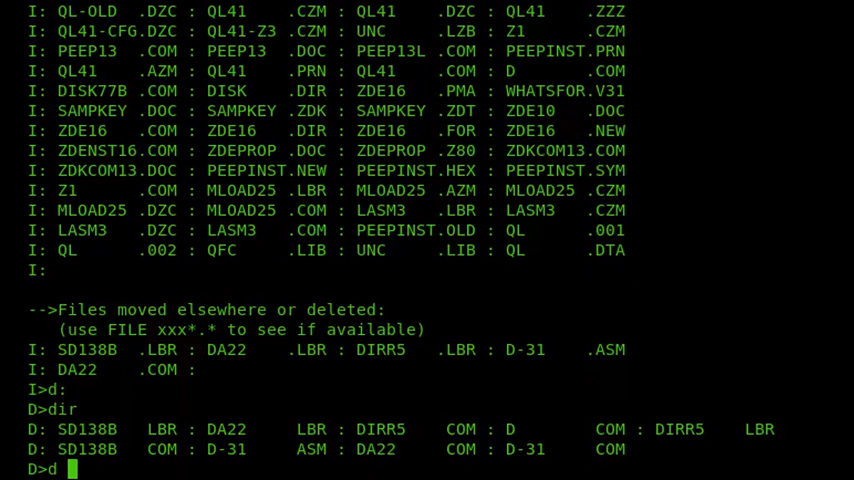 I: QL-OLD  .DZC : QL41    .CZM : QL41    .DZC : QL41    .ZZZ
I: QL41-CFG.DZC : QL41-Z3 .CZM : UNC     .LZB : Z1      .CZM
I: PEEP13  .COM : PEEP13  .DOC : PEEP13L .COM : PEEPINST.PRN
I: QL41    .AZM : QL41    .PRN : QL41    .COM : D       .COM
I: DISK77B .COM : DISK    .DIR : ZDE16   .PMA : WHATSFOR.V31
I: SAMPKEY .DOC : SAMPKEY .ZDK : SAMPKEY .ZDT : ZDE10   .DOC
I: ZDE16   .COM : ZDE16   .DIR : ZDE16   .FOR : ZDE16   .NEW
I: ZDENST16.COM : ZDEPROP .DOC : ZDEPROP .Z80 : ZDKCOM13.COM
I: ZDKCOM13.DOC : PEEPINST.NEW : PEEPINST.HEX : PEEPINST.SYM
I: Z1      .COM : MLOAD25 .LBR : MLOAD25 .AZM : MLOAD25 .CZM
I: MLOAD25 .DZC : MLOAD25 .COM : LASM3   .LBR : LASM3   .CZM
I: LASM3   .DZC : LASM3   .COM : PEEPINST.OLD : QL      .001
I: QL      .002 : QFC     .LIB : UNC     .LIB : QL      .DTA
I:
-->Files moved elsewhere or deleted:
   (use FILE xxx*.* to see if available)
I: SD138B  .LBR : DA22    .LBR : DIRR5   .LBR : D-31    .ASM
I: DA22    .COM :
I>d:
D>dir
D: SD138B   LBR : DA22     LBR : DIRR5    COM : D        COM : DIRR5    LBR
D: SD138B   COM : D-31     ASM : DA22     COM : D-31     COM
D>d